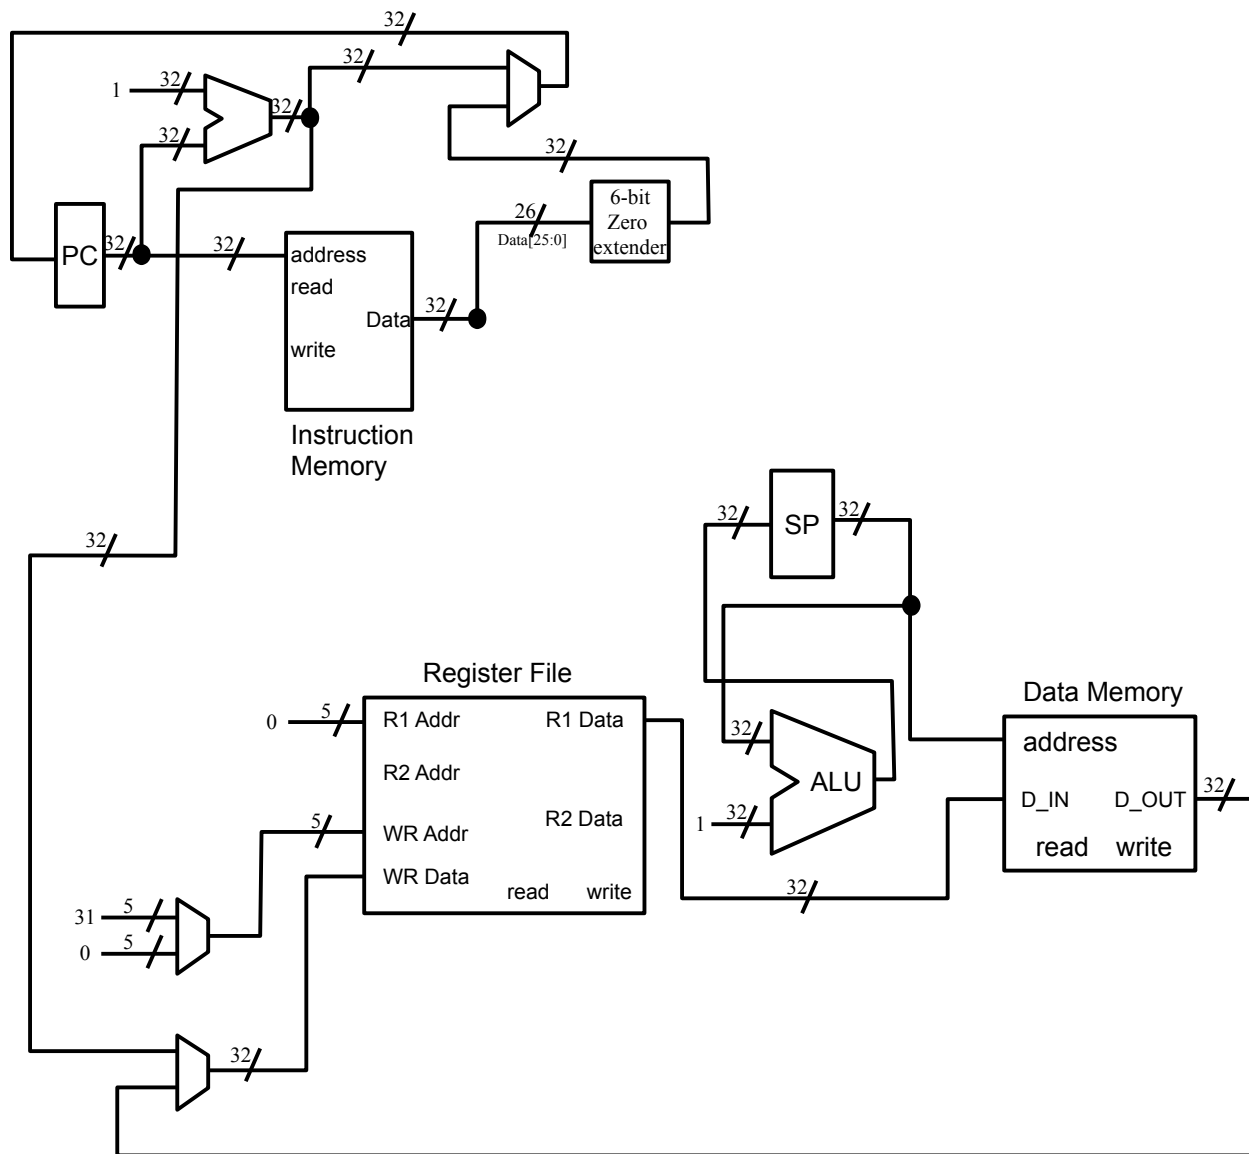 32
32
32
1
32
32
32
6-bit
Zero
extender
26
Data[25:0]
PC
32
32
address
read
Data
write
32
Instruction
Memory
32
SP
32
32
Register File
Data Memory
0
5
R1 Addr
R1 Data
R2 Addr
32
ALU
address
5
WR Addr
R2 Data
1
32
D_IN
D_OUT
32
WR Data
read
write
read
write
32
31
5
0
5
32